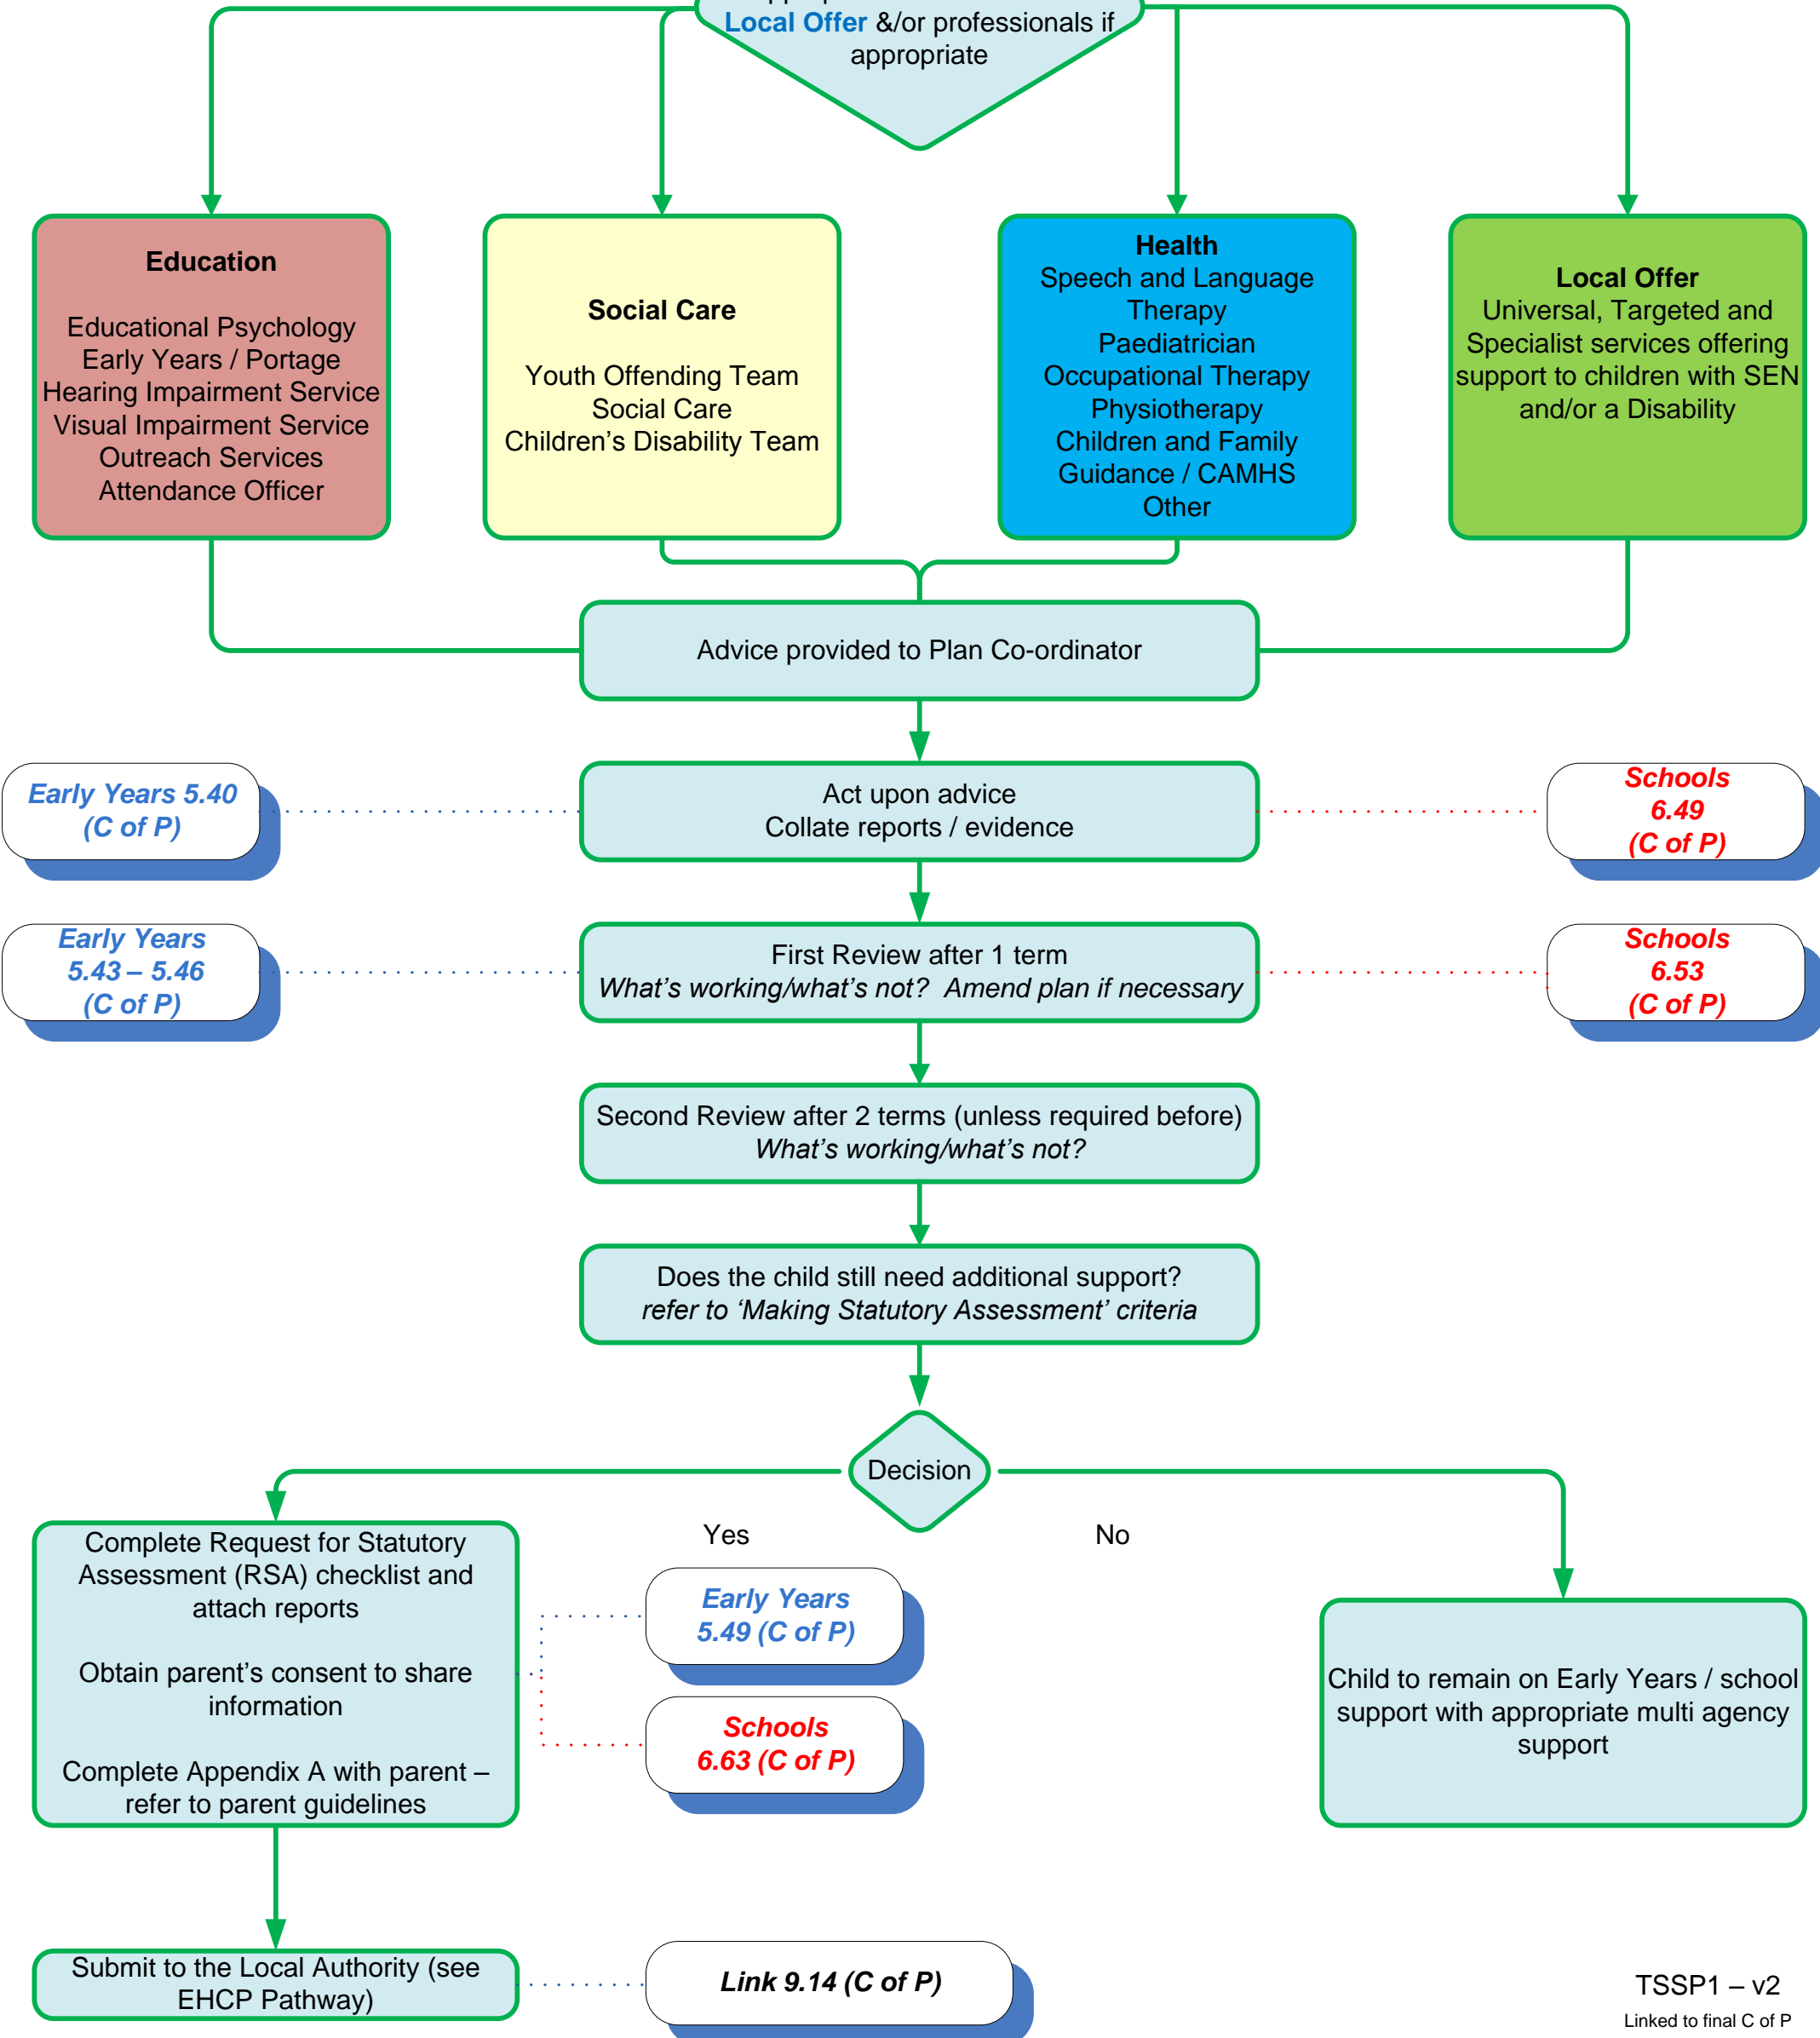 Local Offer &/or professionals if
appropriate
Education
Educational Psychology
Early Years / Portage
Hearing Impairment Service
Visual Impairment Service
Outreach Services
Attendance Officer
Social Care
Youth Offending Team
Social Care
Children’s Disability Team
Health
Speech and Language
Therapy
Paediatrician
Occupational Therapy
Physiotherapy
Children and Family
Guidance / CAMHS
Other
Local Offer
Universal, Targeted and
Specialist services offering
support to children with SEN
and/or a Disability
Advice provided to Plan Co-ordinator
Early Years 5.40
(C of P)
Act upon advice
Collate reports / evidence
Schools
6.49
(C of P)
Early Years
5.43 – 5.46
(C of P)
First Review after 1 term
What’s working/what’s not?  Amend plan if necessary
Schools
6.53
(C of P)
Second Review after 2 terms (unless required before)
What’s working/what’s not?
Does the child still need additional support?
refer to ‘Making Statutory Assessment’ criteria
Decision
Yes
No
Complete Request for Statutory
Assessment (RSA) checklist and
attach reports
Obtain parent’s consent to share
information
Complete Appendix A with parent –
refer to parent guidelines
Early Years
5.49 (C of P)
Schools
6.63 (C of P)
Child to remain on Early Years / school
support with appropriate multi agency
support
Submit to the Local Authority (see
EHCP Pathway)
Link 9.14 (C of P)
TSSP1 – v2
Linked to final C of P